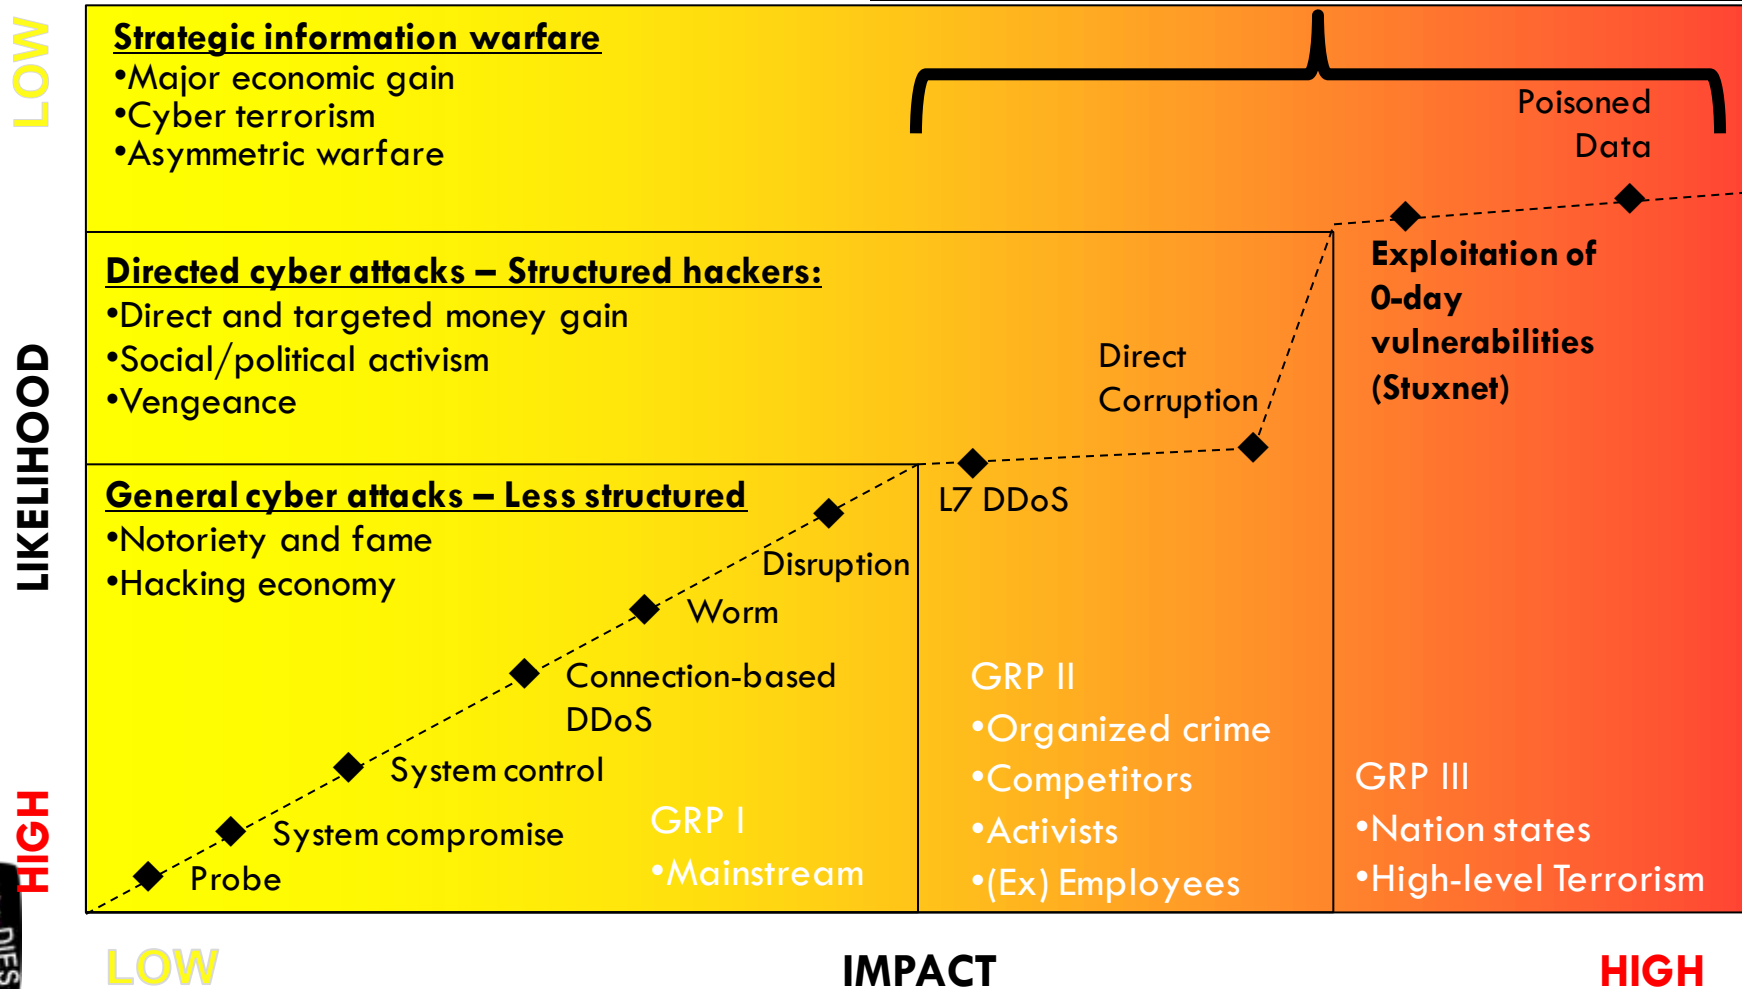 LOW
Strategic information warfare
•Major economic gain
•Cyber terrorism
•Asymmetric warfare
Poisoned
Data
Directed cyber attacks – Structured hackers:
•Direct and targeted money gain
•Social/political activism
•Vengeance
Direct
Corruption
Exploitation of
0-day
vulnerabilities
(Stuxnet)
LIKELIHOOD
General cyber attacks – Less structured
•Notoriety and fame
•Hacking economy
L7 DDoS
Disruption
Worm
Connection-based
DDoS
System control
System compromise
Probe
GRP I
•Mainstream
GRP II
•Organized crime
•Competitors
•Activists
•(Ex) Employees
GRP III
•Nation states
•High-level Terrorism
HIGH
DIES
LOW
IMPACT
HIGH